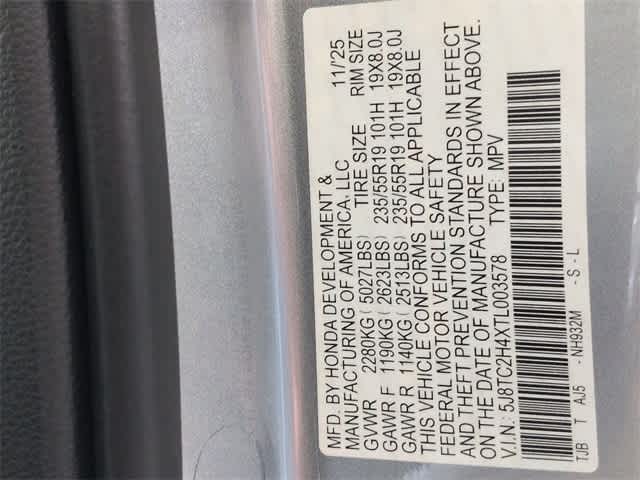 MFD. BY HONDA DEVELOPMENT &
MANUFACTURING OF AMERICA, LLC 11/'25
GVWR 2280KG (5027LBS) TIRE SIZE RIM SIZE
GAWR F 1190KG (2623LBS) 235/55R19 101H 19X8.0J
GAWR R 1140KG (2513LBS) 235/55R19 101H 19X8.0J
THIS VEHICLE CONFORMS TO ALL APPLICABLE
FEDERAL MOTOR VEHICLE SAFETY
AND THEFT PREVENTION STANDARDS IN EFFECT
ON THE DATE OF MANUFACTURE SHOWN ABOVE.
V.I.N: 5J8TC2H4XTL003578 TYPE: MPV
TJB T AJ5 - NH932M - S - L